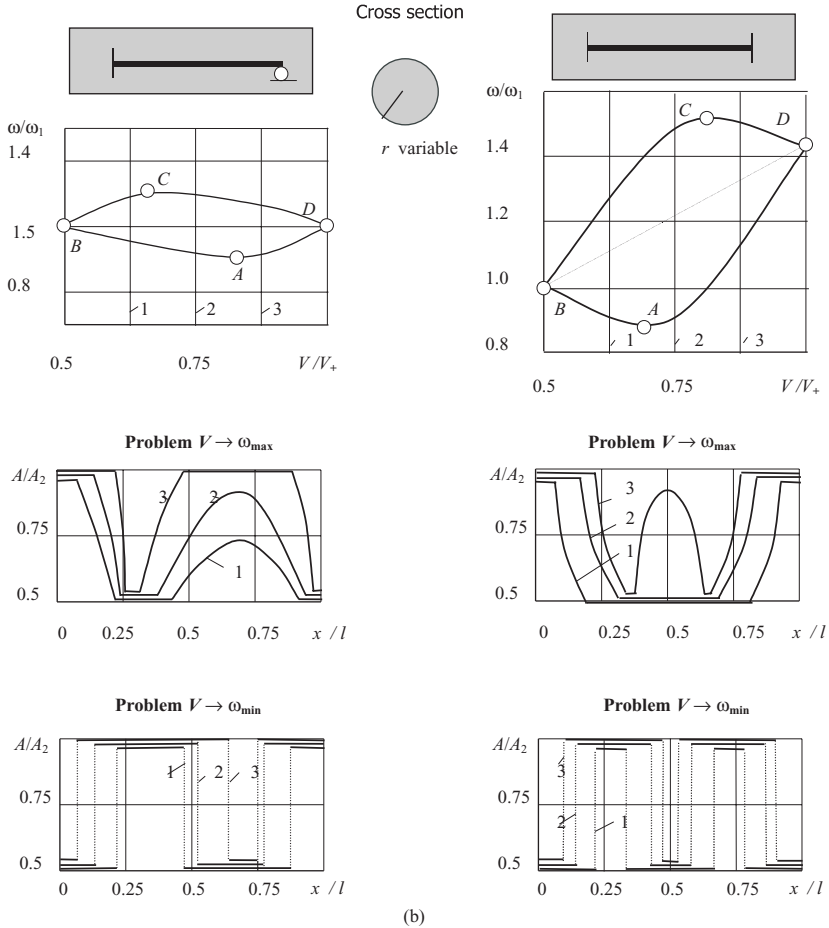 Cross section
r variable
ω/ω₁
1.4
1.5
0.8
C
D
B
A
1
2
3
0.5
0.75
V/V₊
ω/ω₁
1.4
1.2
1.0
0.8
C
D
B
A
1
2
3
0.5
0.75
V/V₊
Problem V → ωmax
A/A₂
0.75
0.5
3
2
1
0
0.25
0.5
0.75
x / l
Problem V → ωmax
A/A₂
0.75
0.5
3
2
1
0
0.25
0.5
0.75
x / l
Problem V → ωmin
A/A₂
0.75
0.5
1
2
3
0
0.25
0.5
0.75
x / l
Problem V → ωmin
A/A₂
0.75
0.5
3
2
1
0
0.25
0.5
0.75
x / l
(b)